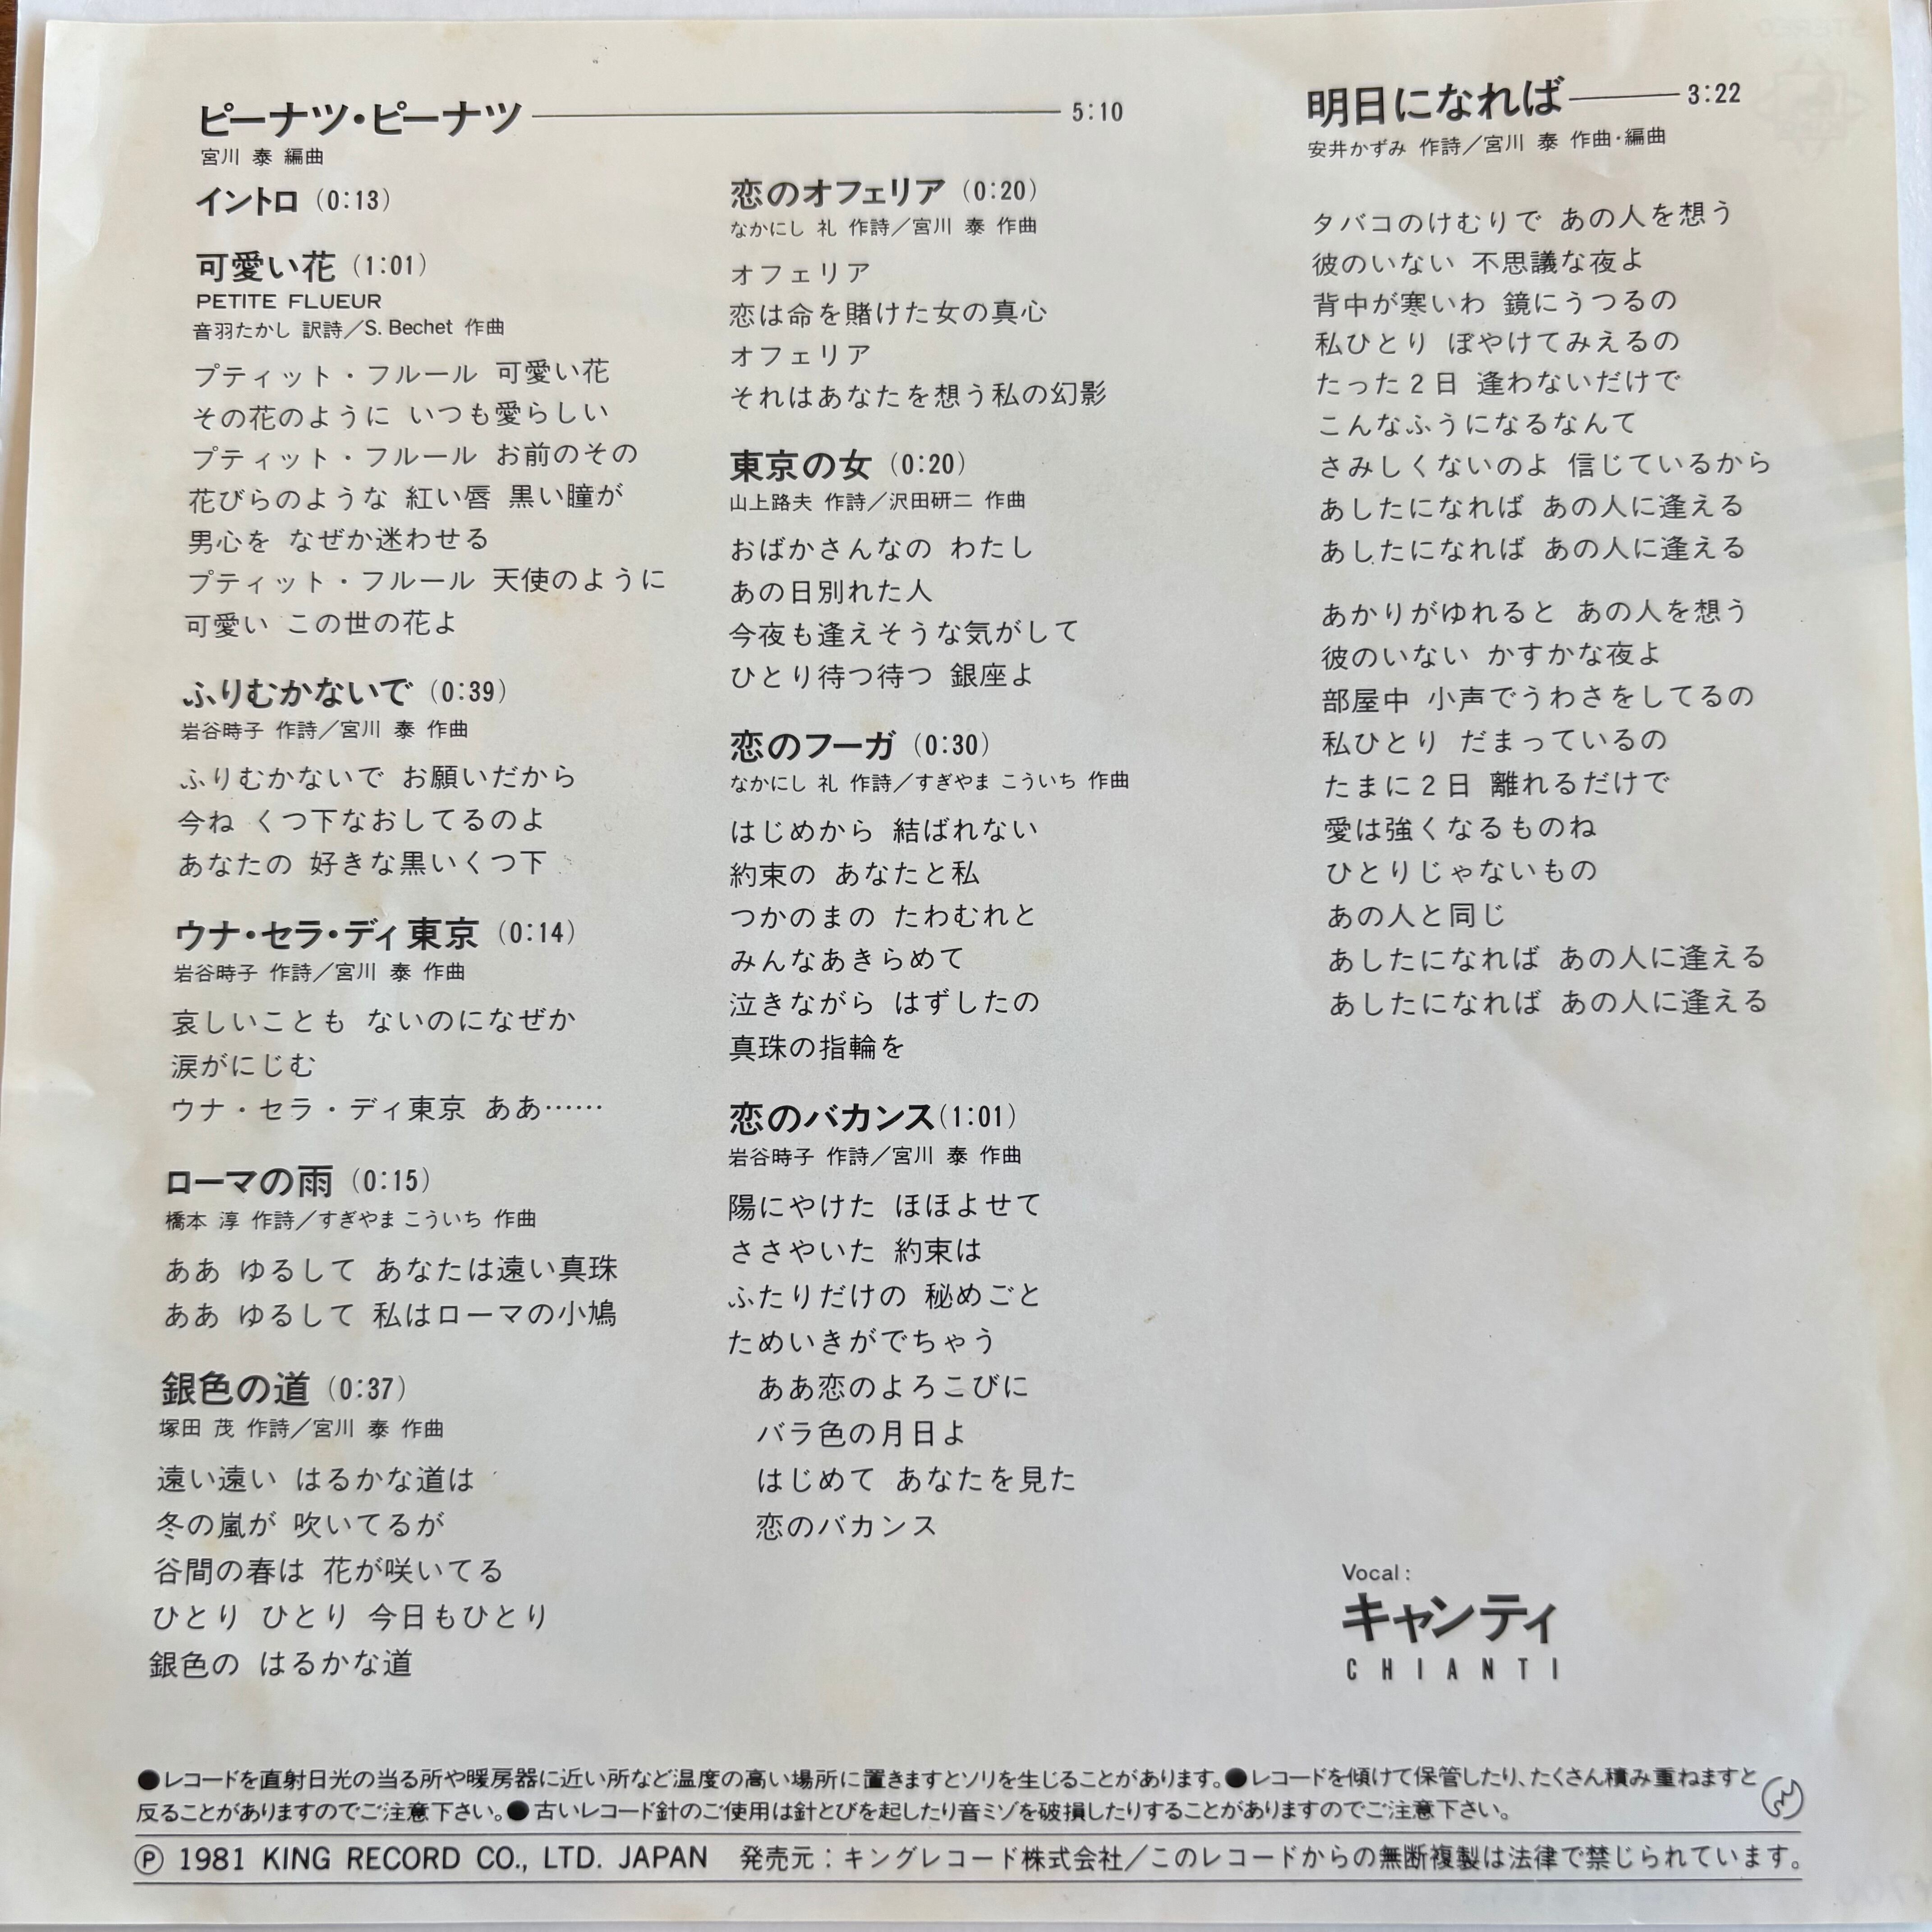 ピーナツ・ピーナツ 5:10
宮川 泰 編曲
イントロ (0:13)
可愛い花 (1:01)
PETITE FLUEUR
音羽たかし 訳詩/S. Bechet 作曲
プティット・フルール 可愛い花
その花のように いつも愛らしい
プティット・フルール お前のその
花びらのような 紅い唇 黒い瞳が
男心を なぜか迷わせる
プティット・フルール 天使のように
可愛い この世の花よ
ふりむかないで (0:39)
岩谷時子 作詩/宮川 泰 作曲
ふりむかないで お願いだから
今ね くつ下なおしてるのよ
あなたの 好きな黒いくつ下
ウナ・セラ・ディ東京 (0:14)
岩谷時子 作詩/宮川 泰 作曲
哀しいことも ないのになぜか
涙がにじむ
ウナ・セラ・ディ東京 ああ……
ローマの雨 (0:15)
橋本 淳 作詩/すぎやま こういち 作曲
ああ ゆるして あなたは遠い真珠
ああ ゆるして 私はローマの小鳩
銀色の道 (0:37)
塚田 茂 作詩/宮川 泰 作曲
遠い遠い はるかな道は
冬の嵐が 吹いてるが
谷間の春は 花が咲いてる
ひとり ひとり 今日もひとり
銀色の はるかな道
恋のオフェリア (0:20)
なかにし 礼 作詩/宮川 泰 作曲
オフェリア
恋は命を賭けた女の真心
オフェリア
それはあなたを想う私の幻影
東京の女 (0:20)
山上路夫 作詩/沢田研二 作曲
おばかさんなの わたし
あの日別れた人
今夜も逢えそうな気がして
ひとり待つ待つ 銀座よ
恋のフーガ (0:30)
なかにし 礼 作詩/すぎやま こういち 作曲
はじめから 結ばれない
約束の あなたと私
つかのまの たわむれと
みんなあきらめて
泣きながら はずしたの
真珠の指輪を
恋のバカンス(1:01)
岩谷時子 作詩/宮川 泰 作曲
陽にやけた ほほよせて
ささやいた 約束は
ふたりだけの 秘めごと
ためいきがでちゃう
ああ恋のよろこびに
バラ色の月日よ
はじめて あなたを見た
恋のバカンス
明日になれば 3:22
安井かずみ 作詩/宮川 泰 作曲・編曲
タバコのけむりで あの人を想う
彼のいない 不思議な夜よ
背中が寒いわ 鏡にうつるの
私ひとり ぼやけてみえるの
たった2日 逢わないだけで
こんなふうになるなんて
さみしくないのよ 信じているから
あしたになれば あの人に逢える
あしたになれば あの人に逢える
あかりがゆれると あの人を想う
彼のいない かすかな夜よ
部屋中 小声でうわさをしてるの
私ひとり だまっているの
たまに2日 離れるだけで
愛は強くなるものね
ひとりじゃないもの
あの人と同じ
あしたになれば あの人に逢える
あしたになれば あの人に逢える
Vocal:
キャンティ
CHIANTI
●レコードを直射日光の当る所や暖房器に近い所など温度の高い場所に置きますとソリを生じることがあります。●レコードを傾けて保管したり、たくさん積み重ねますと
反ることがありますのでご注意下さい。●古いレコード針のご使用は針とびを起したり音ミゾを破損したりすることがありますのでご注意下さい。
Ⓟ 1981 KING RECORD CO., LTD. JAPAN 発売元:キングレコード株式会社/このレコードからの無断複製は法律で禁じられています。